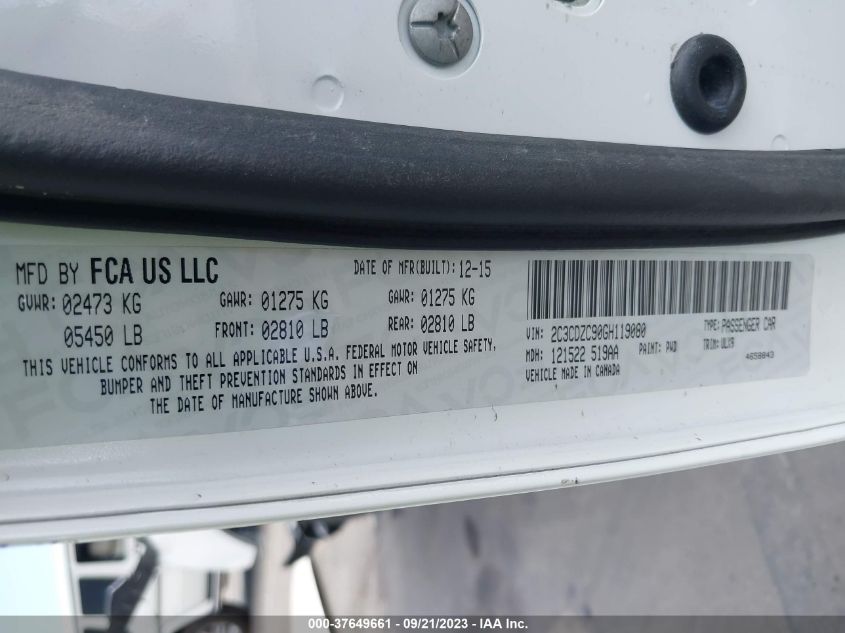 MFD BY FCA US LLC
DATE OF MFR(BUILT): 12-15
GVWR: 02473 KG
GAWR: 01275 KG
GAWR: 01275 KG
05450 LB
FRONT: 02810 LB
REAR: 02810 LB
THIS VEHICLE CONFORMS TO ALL APPLICABLE U.S.A. FEDERAL MOTOR VEHICLE SAFETY,
BUMPER AND THEFT PREVENTION STANDARDS IN EFFECT ON
THE DATE OF MANUFACTURE SHOWN ABOVE.
VIN: 2C3CDZC90GH119080
TYPE: PASSENGER CAR
MDH: 121522 519AA
PAINT: PWD
TRIM: ULX9
VEHICLE MADE IN CANADA
4658843
000-37649661 - 09/21/2023 - IAA Inc.